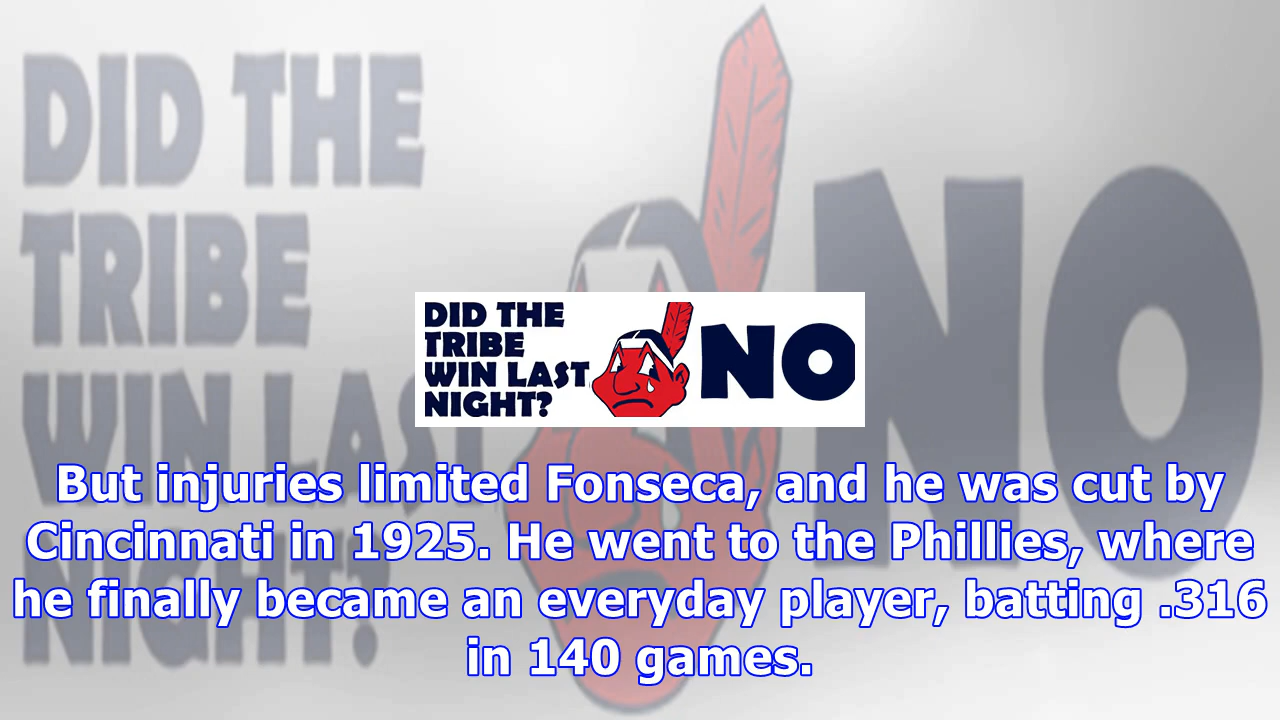 DID THE
TRIBE
WIN LAST
NIGHT?
NO
DID THE
TRIBE
WIN LAST
NIGHT?
NO
But injuries limited Fonseca, and he was cut by
Cincinnati in 1925. He went to the Phillies, where
he finally became an everyday player, batting .316
in 140 games.